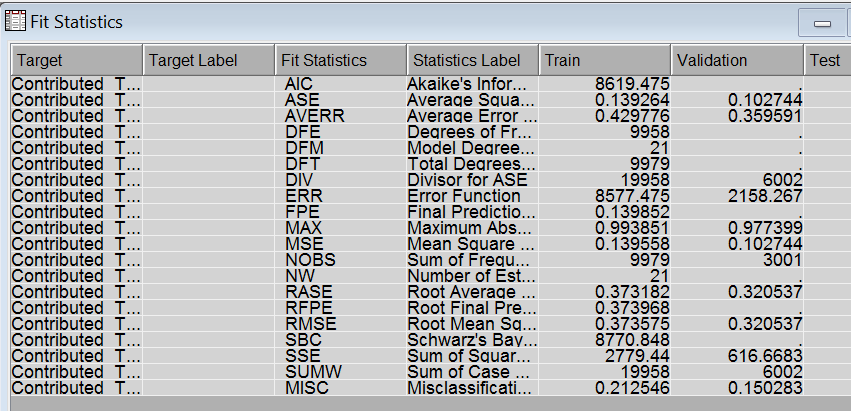 Fit Statistics
Target Target Label Fit Statistics Statistics Label Train Validation Test
Contributed T... AIC Akaike's Infor... 8619.475 .
Contributed T... ASE Average Squa... 0.139264 0.102744
Contributed T... AVERR Average Error ... 0.429776 0.359591
Contributed T... DFE Degrees of Fr... 9958 .
Contributed T... DFM Model Degree... 21 .
Contributed T... DFT Total Degrees... 9979 .
Contributed T... DIV Divisor for ASE 19958 6002
Contributed T... ERR Error Function 8577.475 2158.267
Contributed T... FPE Final Predictio... 0.139852 .
Contributed T... MAX Maximum Abs... 0.993851 0.977399
Contributed T... MSE Mean Square ... 0.139558 0.102744
Contributed T... NOBS Sum of Frequ... 9979 3001
Contributed T... NW Number of Est... 21 .
Contributed T... RASE Root Average ... 0.373182 0.320537
Contributed T... RFPE Root Final Pre... 0.373968 .
Contributed T... RMSE Root Mean Sq... 0.373575 0.320537
Contributed T... SBC Schwarz's Bay... 8770.848 .
Contributed T... SSE Sum of Squar... 2779.44 616.6683
Contributed T... SUMW Sum of Case ... 19958 6002
Contributed T... MISC Misclassificati... 0.212546 0.150283